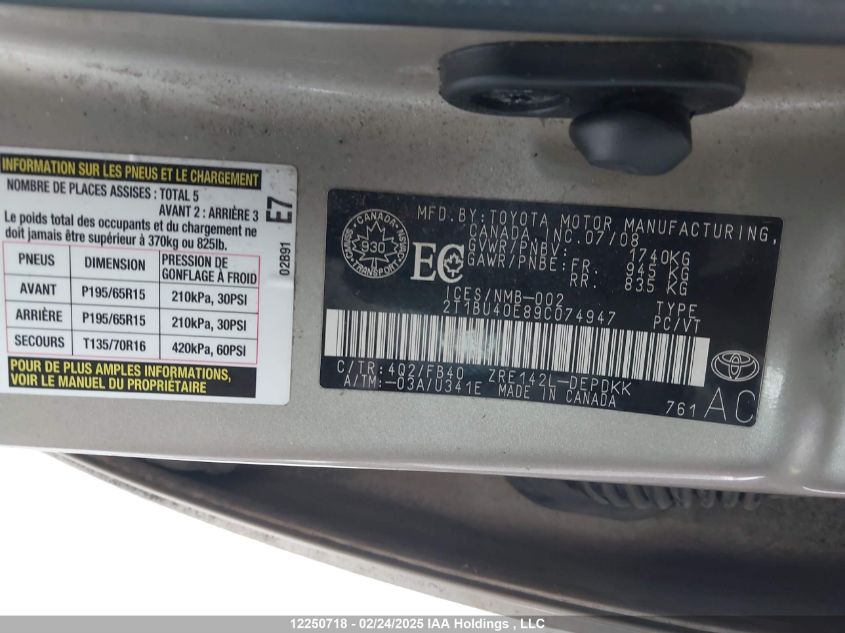 INFORMATION SUR LES PNEUS ET LE CHARGEMENT
NOMBRE DE PLACES ASSISES : TOTAL 5
AVANT 2 : ARRIÈRE 3
Le poids total des occupants et du chargement ne
doit jamais être supérieur à 370kg ou 825lb.
PNEUS DIMENSION PRESSION DE GONFLAGE À FROID
AVANT P195/65R15 210kPa, 30PSI
ARRIÈRE P195/65R15 210kPa, 30PSI
SECOURS T135/70R16 420kPa, 60PSI
POUR PLUS D'INFORMATIONS,
VOIR LE MANUEL DU PROPRIÉTAIRE
E7
02891
MFD.BY:TOYOTA MOTOR MANUFACTURING,
CANADA INC.07/08
GVWR/PNBV: 1740KG
GAWR/PNBE:FR. 945 KG
RR. 835 KG
CANADA
930
TRANSPORT
EC
ICES/NMB-002
2T1BU40E89C074947
TYPE
PC/VT
C/TR:4Q2/FB40 ZRE142L-DEPDKK
A/TM:-03A/U341E MADE IN CANADA
761 AC
12250718 - 02/24/2025 IAA Holdings , LLC